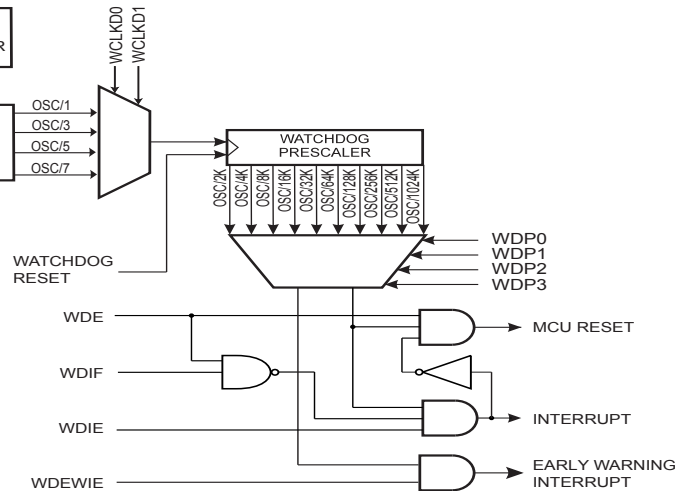 R
WCLKD0
WCLKD1
OSC/1
OSC/3
OSC/5
OSC/7
WATCHDOG
PRESCALER
OSC/2K
OSC/4K
OSC/8K
OSC/16K
OSC/32K
OSC/64K
OSC/128K
OSC/256K
OSC/512K
OSC/1024K
WATCHDOG
RESET
WDP0
WDP1
WDP2
WDP3
WDE
MCU RESET
WDIF
INTERRUPT
WDIE
EARLY WARNING
INTERRUPT
WDEWIE